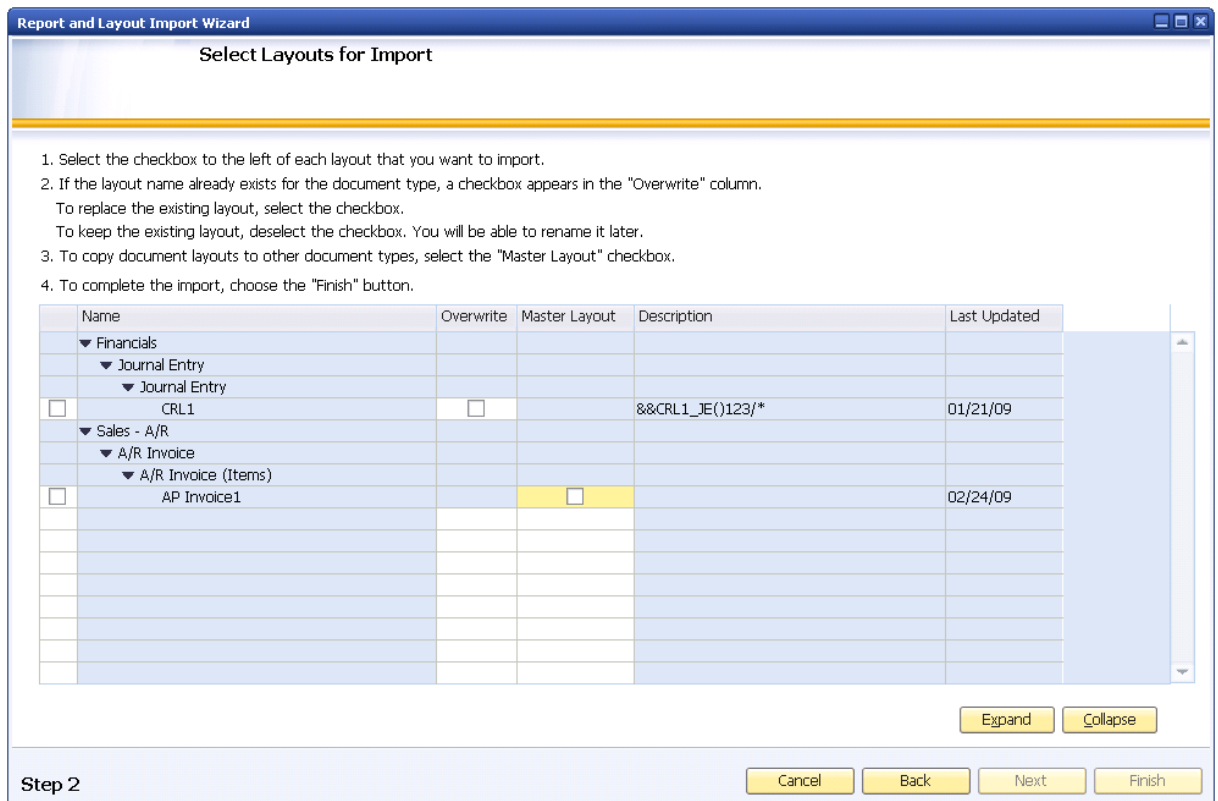 Report and Layout Import Wizard
Select Layouts for Import
1. Select the checkbox to the left of each layout that you want to import.
2. If the layout name already exists for the document type, a checkbox appears in the "Overwrite" column.
To replace the existing layout, select the checkbox.
To keep the existing layout, deselect the checkbox. You will be able to rename it later.
3. To copy document layouts to other document types, select the "Master Layout" checkbox.
4. To complete the import, choose the "Finish" button.
Name Overwrite Master Layout Description Last Updated
Financials
Journal Entry
Journal Entry
CRL1 &&CRL1_JE()123/* 01/21/09
Sales - A/R
A/R Invoice
A/R Invoice (Items)
AP Invoice1 02/24/09
Expand Collapse
Step 2 Cancel Back Next Finish